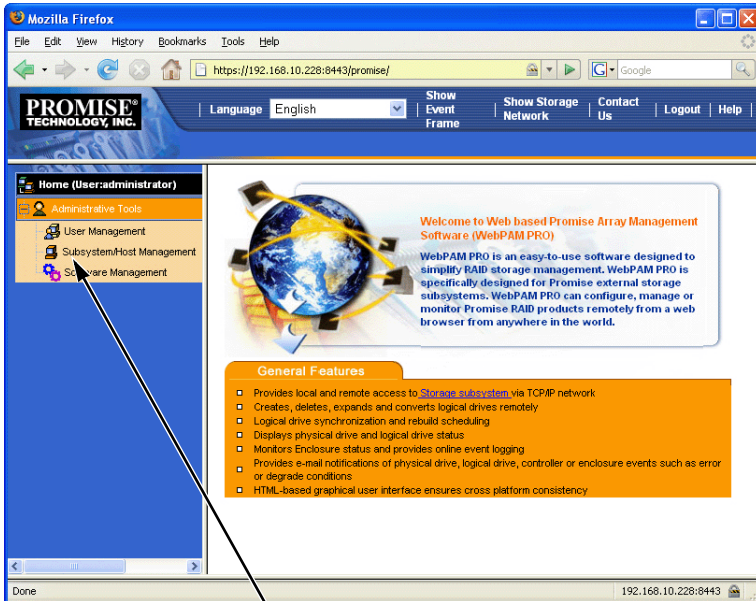 Mozilla Firefox
File Edit View History Bookmarks Tools Help
https://192.168.10.228:8443/promise/
G Google
PROMISE®
TECHNOLOGY, INC.
Language English
Show Event Frame
Show Storage Network
Contact Us
Logout
Help
Home (User:administrator)
Administrative Tools
User Management
Subsystem/Host Management
Software Management
Welcome to Web based Promise Array Management
Software (WebPAM PRO)
WebPAM PRO is an easy-to-use software designed to
simplify RAID storage management. WebPAM PRO is
specifically designed for Promise external storage
subsystems. WebPAM PRO can configure, manage or
monitor Promise RAID products remotely from a web
browser from anywhere in the world.
General Features
Provides local and remote access to Storage subsystem via TCP/IP network
Creates, deletes, expands and converts logical drives remotely
Logical drive synchronization and rebuild scheduling
Displays physical drive and logical drive status
Monitors Enclosure status and provides online event logging
Provides e-mail notifications of physical drive, logical drive, controller or enclosure events such as error
or degrade conditions
HTML-based graphical user interface ensures cross platform consistency
Done
192.168.10.228:8443